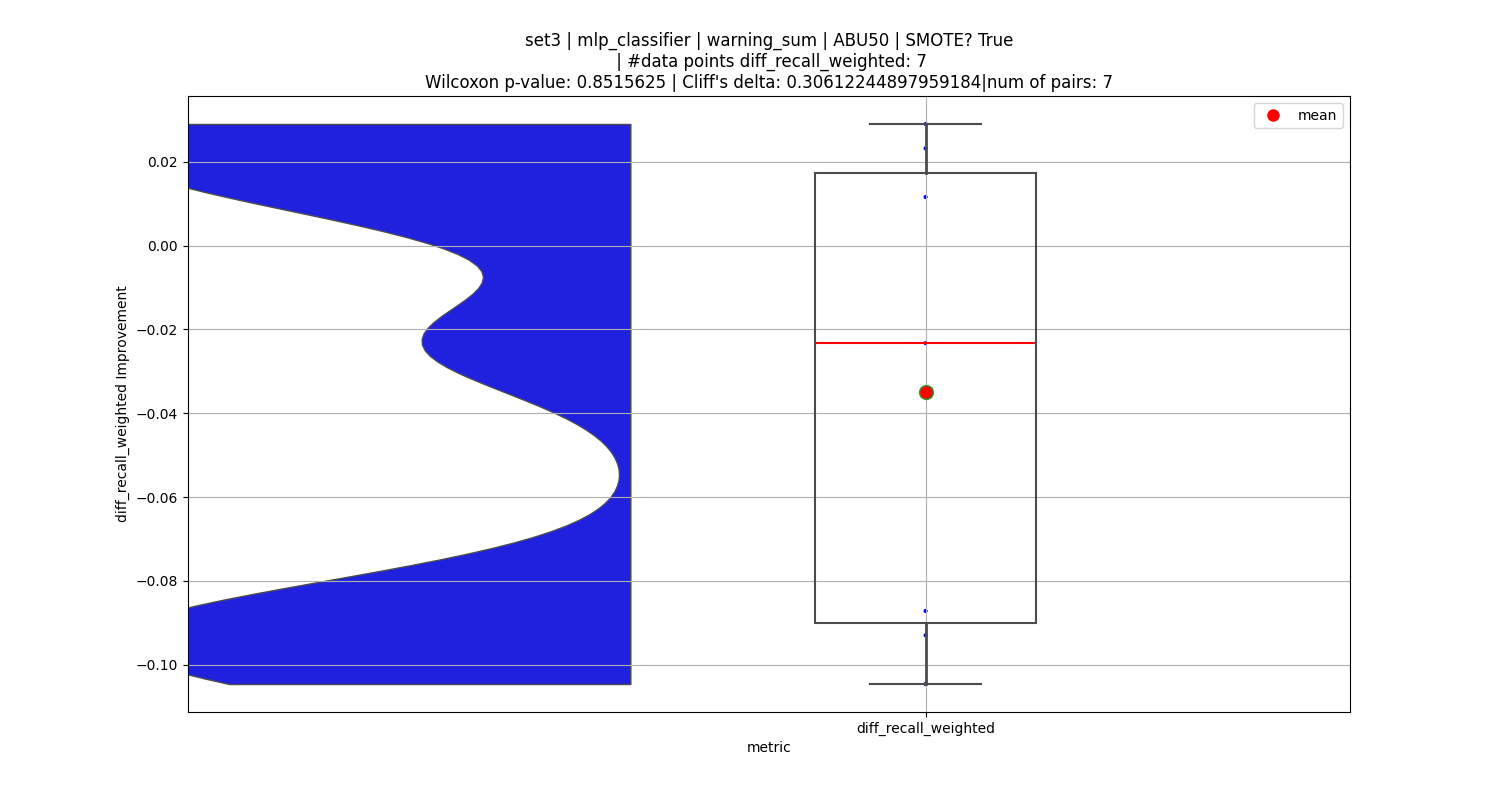 set3 | mlp_classifier | warning_sum | ABU50 | SMOTE? True
| #data points diff_recall_weighted: 7
Wilcoxon p-value: 0.8515625 | Cliff's delta: 0.30612244897959184|num of pairs: 7
mean
0.02
0.00
−0.02
−0.04
−0.06
−0.08
−0.10
diff_recall_weighted Improvement
diff_recall_weighted
metric